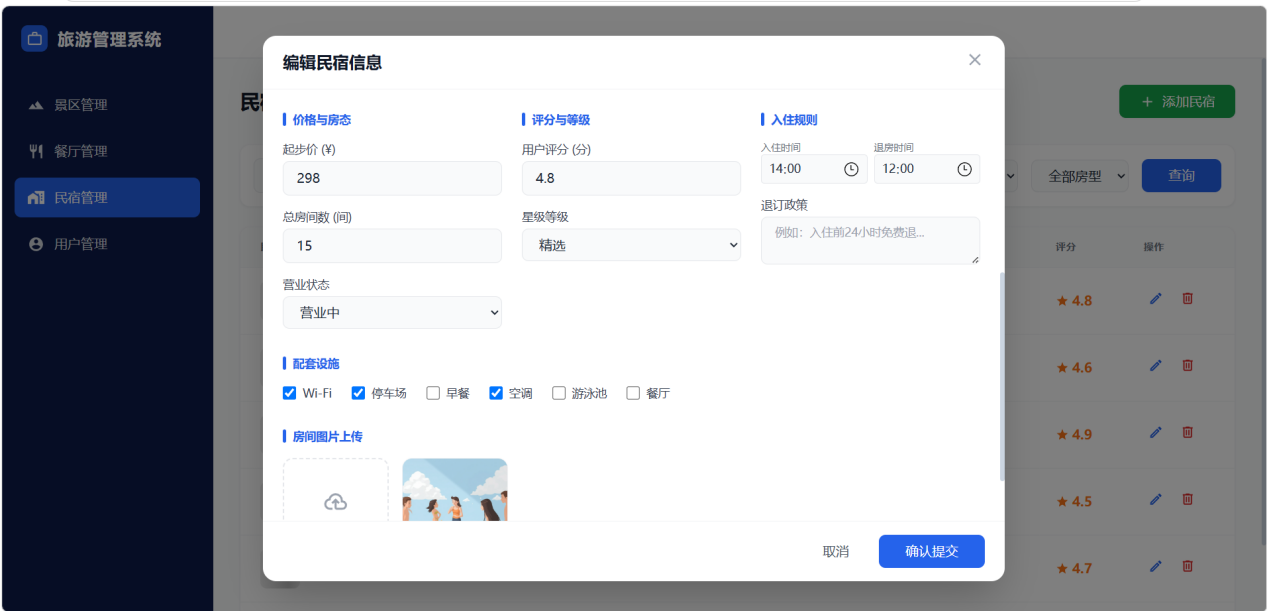 旅游管理系统
景区管理
餐厅管理
民宿管理
用户管理
民
+ 添加民宿
全部房型
查询
评分
操作
4.8
4.6
4.9
4.5
4.7
编辑民宿信息
价格与房态
评分与等级
入住规则
起步价 (¥)
298
用户评分 (分)
4.8
入住时间
退房时间
14:00
12:00
总房间数 (间)
15
星级等级
精选
退订政策
例如：入住前24小时免费退...
营业状态
营业中
配套设施
Wi-Fi
停车场
早餐
空调
游泳池
餐厅
房间图片上传
取消
确认提交